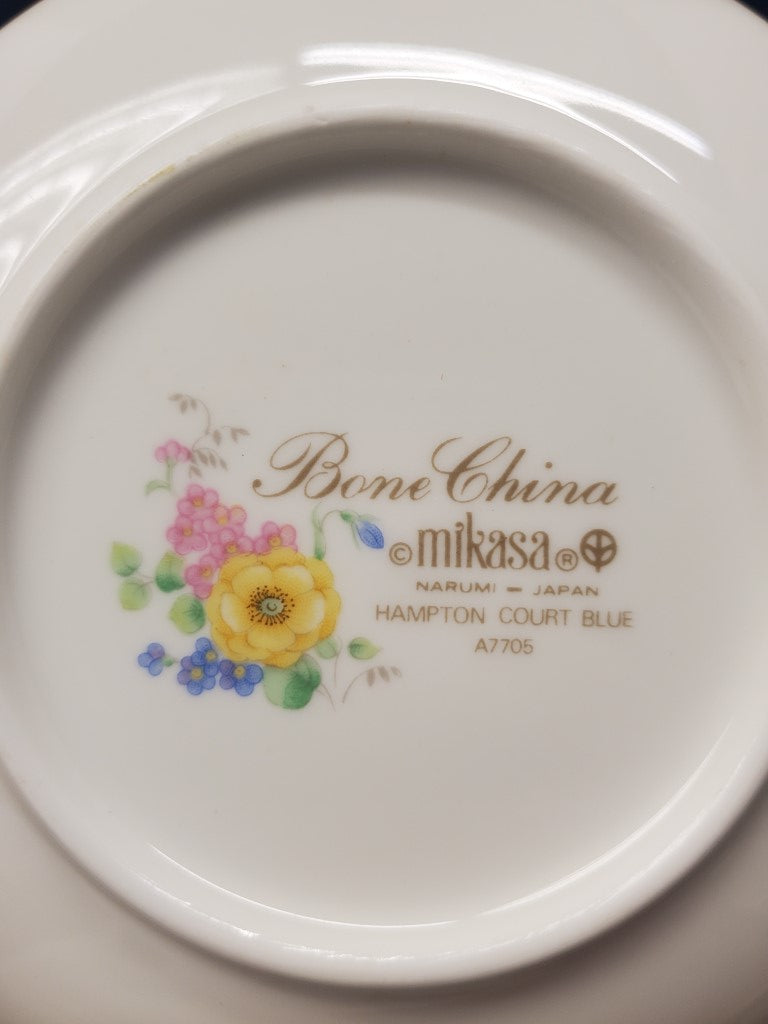 Bone China
© mikasa ®
NARUMI - JAPAN
HAMPTON COURT BLUE
A7705